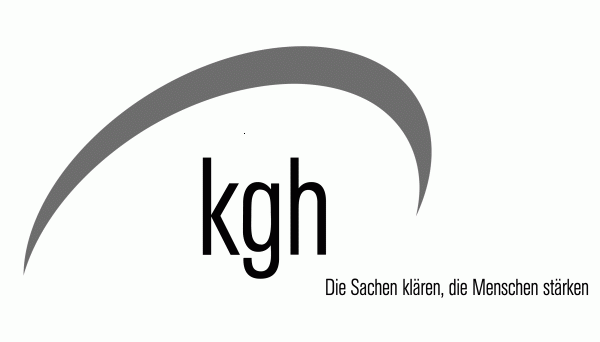 kgh
Die Sachen klären, die Menschen stärken